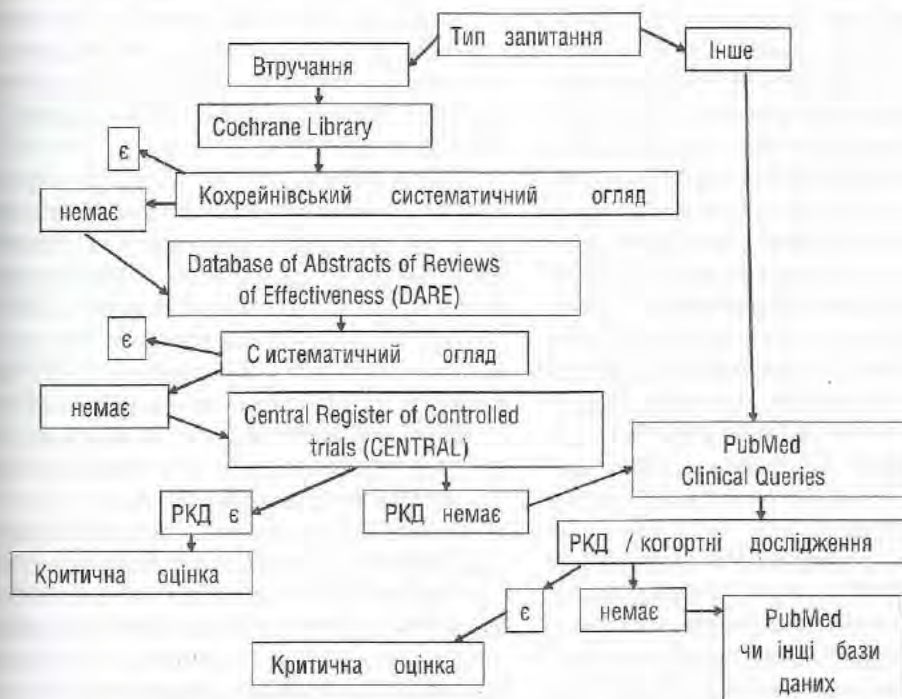 Тип запитання
Втручання
Інше
Cochrane Library
є
Кохрейнівський систематичний огляд
немає
Database of Abstracts of Reviews
of Effectiveness (DARE)
є
Систематичний огляд
немає
Central Register of Controlled
trials (CENTRAL)
PubMed
Clinical Queries
РКД є
РКД немає
РКД / когортні дослідження
Критична оцінка
є
немає
PubMed
чи інші бази
даних
Критична оцінка